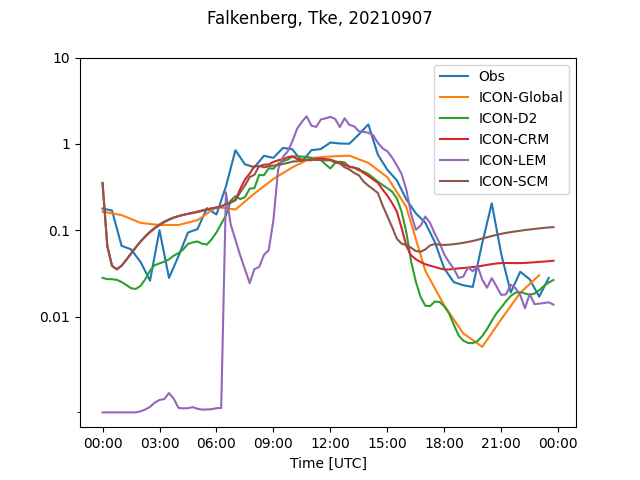 Falkenberg, Tke, 20210907
10
1
0.1
0.01
Obs
ICON-Global
ICON-D2
ICON-CRM
ICON-LEM
ICON-SCM
00:00 03:00 06:00 09:00 12:00 15:00 18:00 21:00 00:00
Time [UTC]